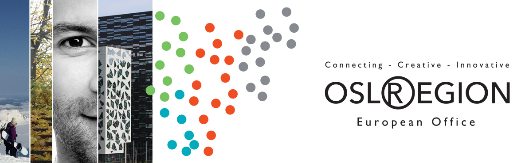 Connecting - Creative - Innovative
OSLREGION
European Office